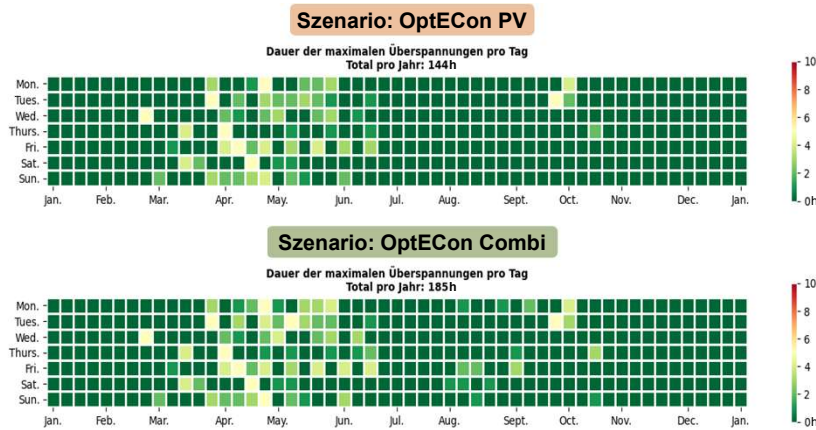 Szenario: OptECon PV
Dauer der maximalen Überspannungen pro Tag
Total pro Jahr: 144h
Mon.
Tues.
Wed.
Thurs.
Fri.
Sat.
Sun.
Jan. Feb. Mar. Apr. May. Jun. Jul. Aug. Sept. Oct. Nov. Dec. Jan.
10
8
6
4
2
0h
Szenario: OptECon Combi
Dauer der maximalen Überspannungen pro Tag
Total pro Jahr: 185h
Mon.
Tues.
Wed.
Thurs.
Fri.
Sat.
Sun.
Jan. Feb. Mar. Apr. May. Jun. Jul. Aug. Sept. Oct. Nov. Dec. Jan.
10
8
6
4
2
0h